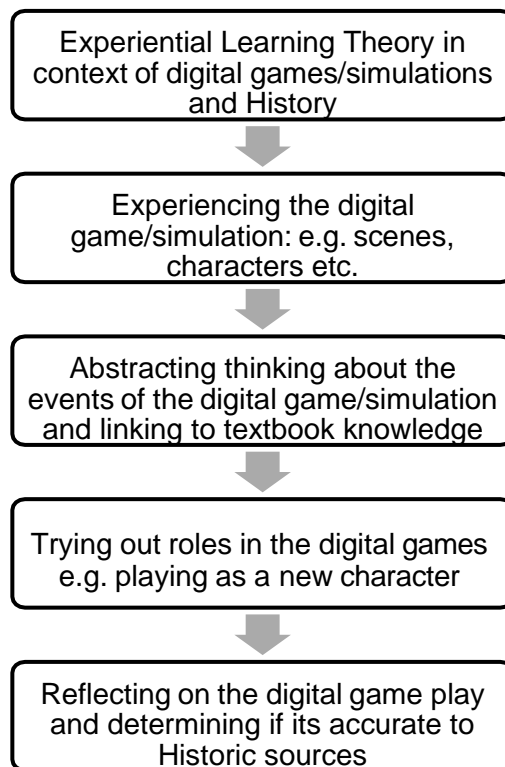 Experiential Learning Theory in
context of digital games/simulations
and History
Experiencing the digital
game/simulation: e.g. scenes,
characters etc.
Abstracting thinking about the
events of the digital game/simulation
and linking to textbook knowledge
Trying out roles in the digital games
e.g. playing as a new character
Reflecting on the digital game play
and determining if its accurate to
Historic sources